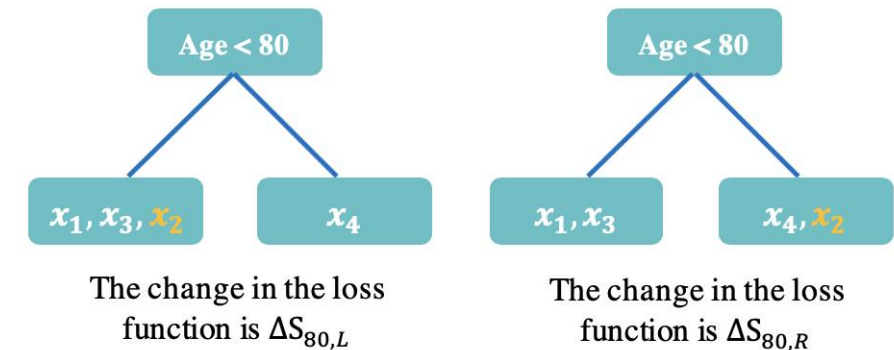 Age < 80
x₁, x₃, x₂
x₄
The change in the loss
function is ΔS₈₀,L
Age < 80
x₁, x₃
x₄, x₂
The change in the loss
function is ΔS₈₀,R